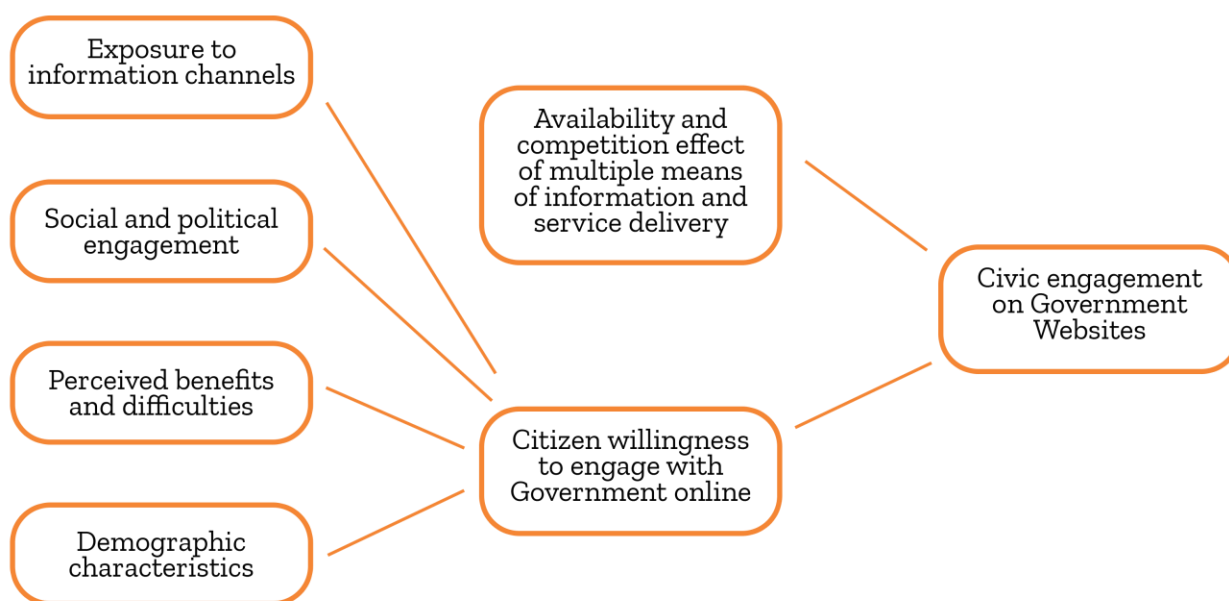 Exposure to
information channels
Social and political
engagement
Perceived benefits
and difficulties
Demographic
characteristics
Availability and
competition effect
of multiple means
of information and
service delivery
Citizen willingness
to engage with
Government online
Civic engagement
on Government
Websites